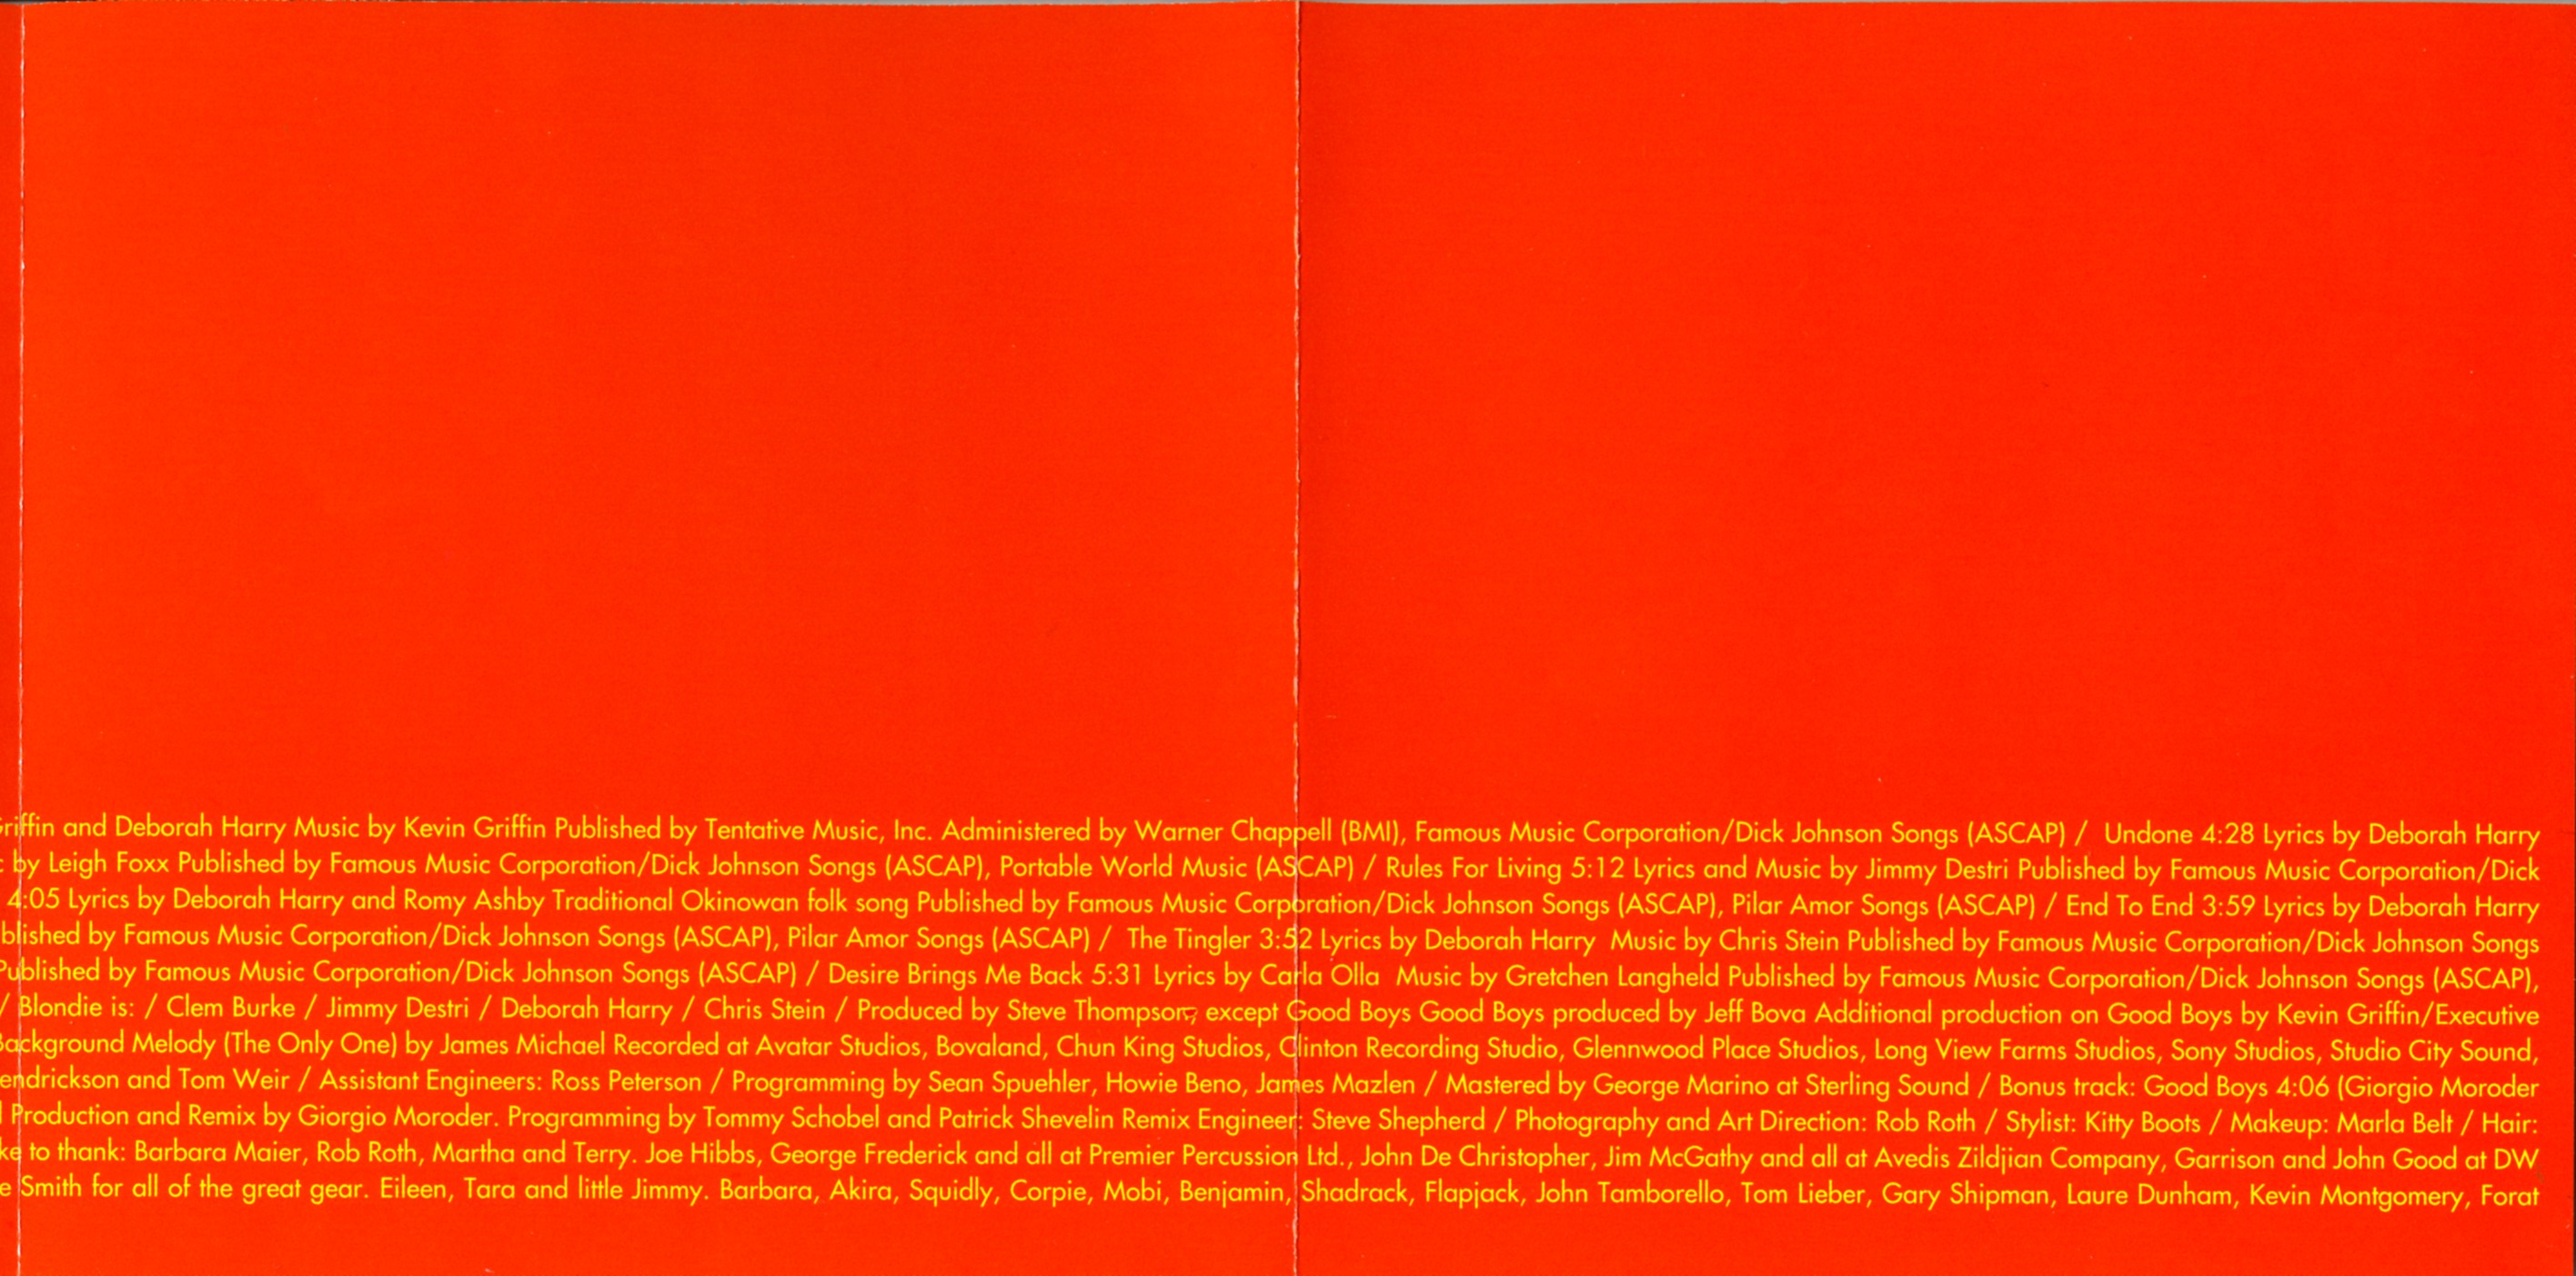 Griffin and Deborah Harry Music by Kevin Griffin Published by Tentative Music, Inc. Administered by Warner Chappell (BMI), Famous Music Corporation/Dick Johnson Songs (ASCAP) / Undone 4:28 Lyrics by Deborah Harry
by Leigh Foxx Published by Famous Music Corporation/Dick Johnson Songs (ASCAP), Portable World Music (ASCAP) / Rules For Living 5:12 Lyrics and Music by Jimmy Destri Published by Famous Music Corporation/Dick
4:05 Lyrics by Deborah Harry and Romy Ashby Traditional Okinowan folk song Published by Famous Music Corporation/Dick Johnson Songs (ASCAP), Pilar Amor Songs (ASCAP) / End To End 3:59 Lyrics by Deborah Harry
blished by Famous Music Corporation/Dick Johnson Songs (ASCAP), Pilar Amor Songs (ASCAP) / The Tingler 3:52 Lyrics by Deborah Harry Music by Chris Stein Published by Famous Music Corporation/Dick Johnson Songs
Published by Famous Music Corporation/Dick Johnson Songs (ASCAP) / Desire Brings Me Back 5:31 Lyrics by Carla Olla Music by Gretchen Langheld Published by Famous Music Corporation/Dick Johnson Songs (ASCAP),
/ Blondie is: / Clem Burke / Jimmy Destri / Deborah Harry / Chris Stein / Produced by Steve Thompson, except Good Boys Good Boys produced by Jeff Bova Additional production on Good Boys by Kevin Griffin/Executive
Background Melody (The Only One) by James Michael Recorded at Avatar Studios, Bovaland, Chun King Studios, Clinton Recording Studio, Glennwood Place Studios, Long View Farms Studios, Sony Studios, Studio City Sound,
endrickson and Tom Weir / Assistant Engineers: Ross Peterson / Programming by Sean Spuehler, Howie Beno, James Mazlen / Mastered by George Marino at Sterling Sound / Bonus track: Good Boys 4:06 (Giorgio Moroder
Production and Remix by Giorgio Moroder. Programming by Tommy Schobel and Patrick Shevelin Remix Engineer: Steve Shepherd / Photography and Art Direction: Rob Roth / Stylist: Kitty Boots / Makeup: Marla Belt / Hair:
ke to thank: Barbara Maier, Rob Roth, Martha and Terry. Joe Hibbs, George Frederick and all at Premier Percussion Ltd., John De Christopher, Jim McGathy and all at Avedis Zildjian Company, Garrison and John Good at DW
e Smith for all of the great gear. Eileen, Tara and little Jimmy. Barbara, Akira, Squidly, Corpie, Mobi, Benjamin, Shadrack, Flapjack, John Tamborello, Tom Lieber, Gary Shipman, Laure Dunham, Kevin Montgomery, Forat